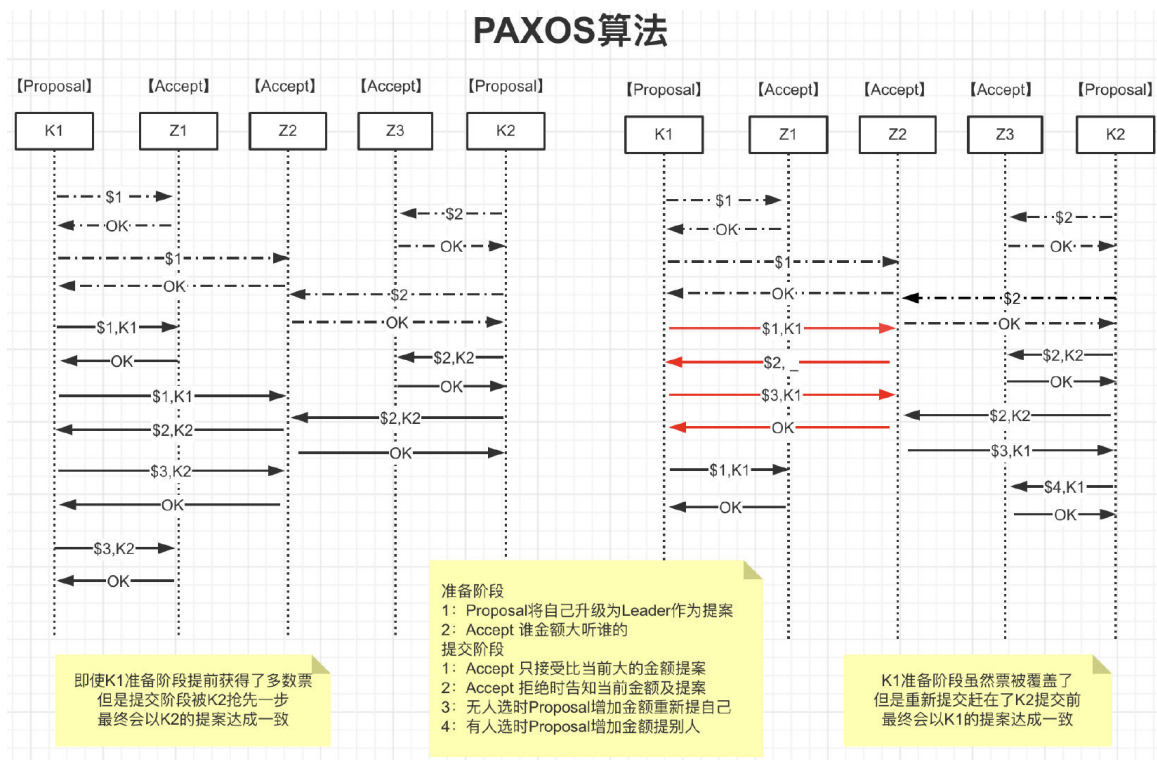 PAXOS算法
【Proposal】 【Accept】 【Accept】 【Accept】 【Proposal】
K1 Z1 Z2 Z3 K2
$1
$2
OK
OK
$1
OK
$2
OK
$1,K1
$2,K2
OK
OK
$1,K1
$2,K2
$2,K2
OK
$3,K2
OK
$3,K2
OK
【Proposal】 【Accept】 【Accept】 【Accept】 【Proposal】
K1 Z1 Z2 Z3 K2
$1
$2
OK
OK
$1
OK
$2
OK
$1,K1
$2,K2
$2, _
OK
$3,K1
$2,K2
OK
$3,K1
$1,K1
$4,K1
OK
OK
即使K1准备阶段提前获得了多数票
但是提交阶段被K2抢先一步
最终会以K2的提案达成一致
准备阶段
1：Proposal将自己升级为Leader作为提案
2：Accept 谁金额大听谁的
提交阶段
1：Accept 只接受比当前大的金额提案
2：Accept 拒绝时告知当前金额及提案
3：无人选时Proposal增加金额重新提自己
4：有人选时Proposal增加金额提别人
K1准备阶段虽然票被覆盖了
但是重新提交赶在了K2提交前
最终会以K1的提案达成一致